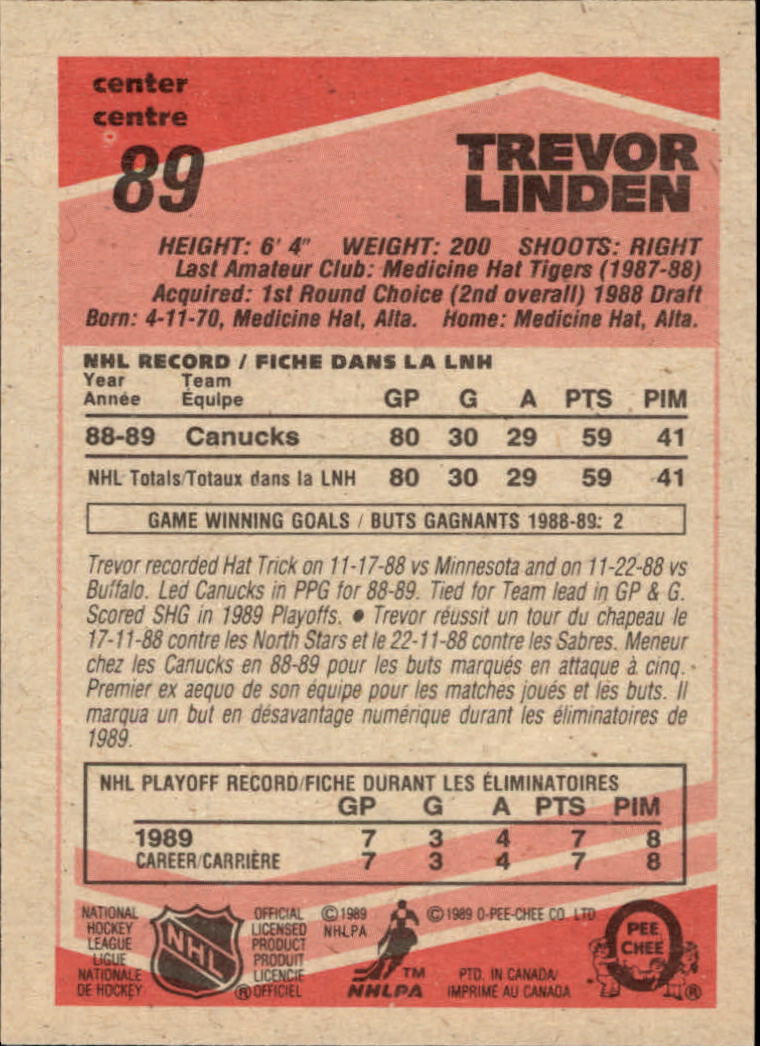 center
centre
89
TREVOR
LINDEN
HEIGHT: 6' 4" WEIGHT: 200 SHOOTS: RIGHT
Last Amateur Club: Medicine Hat Tigers (1987-88)
Acquired: 1st Round Choice (2nd overall) 1988 Draft
Born: 4-11-70, Medicine Hat, Alta. Home: Medicine Hat, Alta.
NHL RECORD / FICHE DANS LA LNH
Year Team
Année Équipe GP G A PTS PIM
88-89 Canucks 80 30 29 59 41
NHL Totals/Totaux dans la LNH 80 30 29 59 41
GAME WINNING GOALS / BUTS GAGNANTS 1988-89: 2
Trevor recorded Hat Trick on 11-17-88 vs Minnesota and on 11-22-88 vs
Buffalo. Led Canucks in PPG for 88-89. Tied for Team lead in GP & G.
Scored SHG in 1989 Playoffs. ● Trevor réussit un tour du chapeau le
17-11-88 contre les North Stars et le 22-11-88 contre les Sabres. Meneur
chez les Canucks en 88-89 pour les buts marqués en attaque à cinq.
Premier ex aequo de son équipe pour les matches joués et les buts. Il
marqua un but en désavantage numérique durant les éliminatoires de
1989.
NHL PLAYOFF RECORD/FICHE DURANT LES ÉLIMINATOIRES
GP G A PTS PIM
1989 7 3 4 7 8
CAREER/CARRIÈRE 7 3 4 7 8
NATIONAL
HOCKEY
LEAGUE
LIGUE
NATIONALE
DE HOCKEY
NHL
OFFICIAL
LICENSED
PRODUCT
PRODUIT
LICENCIE
® OFFICIEL
© 1989
NHLPA
TM
NHLPA
© 1989 O-PEE-CHEE CO. LTD
PTD. IN CANADA
IMPRIMÉ AU CANADA
O
PEE
CHEE
®